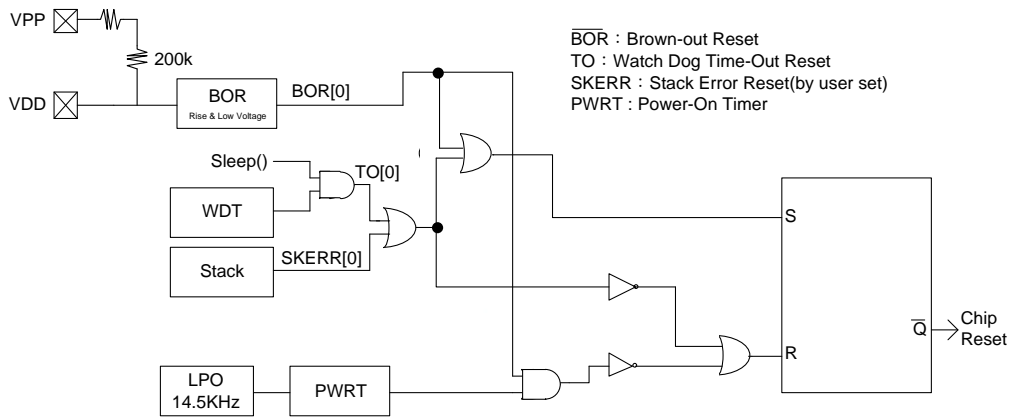 VPP
200k
VDD
BOR
Rise & Low Voltage
BOR[0]
BOR：Brown-out Reset
TO：Watch Dog Time-Out Reset
SKERR：Stack Error Reset(by user set)
PWRT : Power-On Timer
Sleep()
TO[0]
WDT
Stack
SKERR[0]
S
R
Q
Chip
Reset
LPO
14.5KHz
PWRT